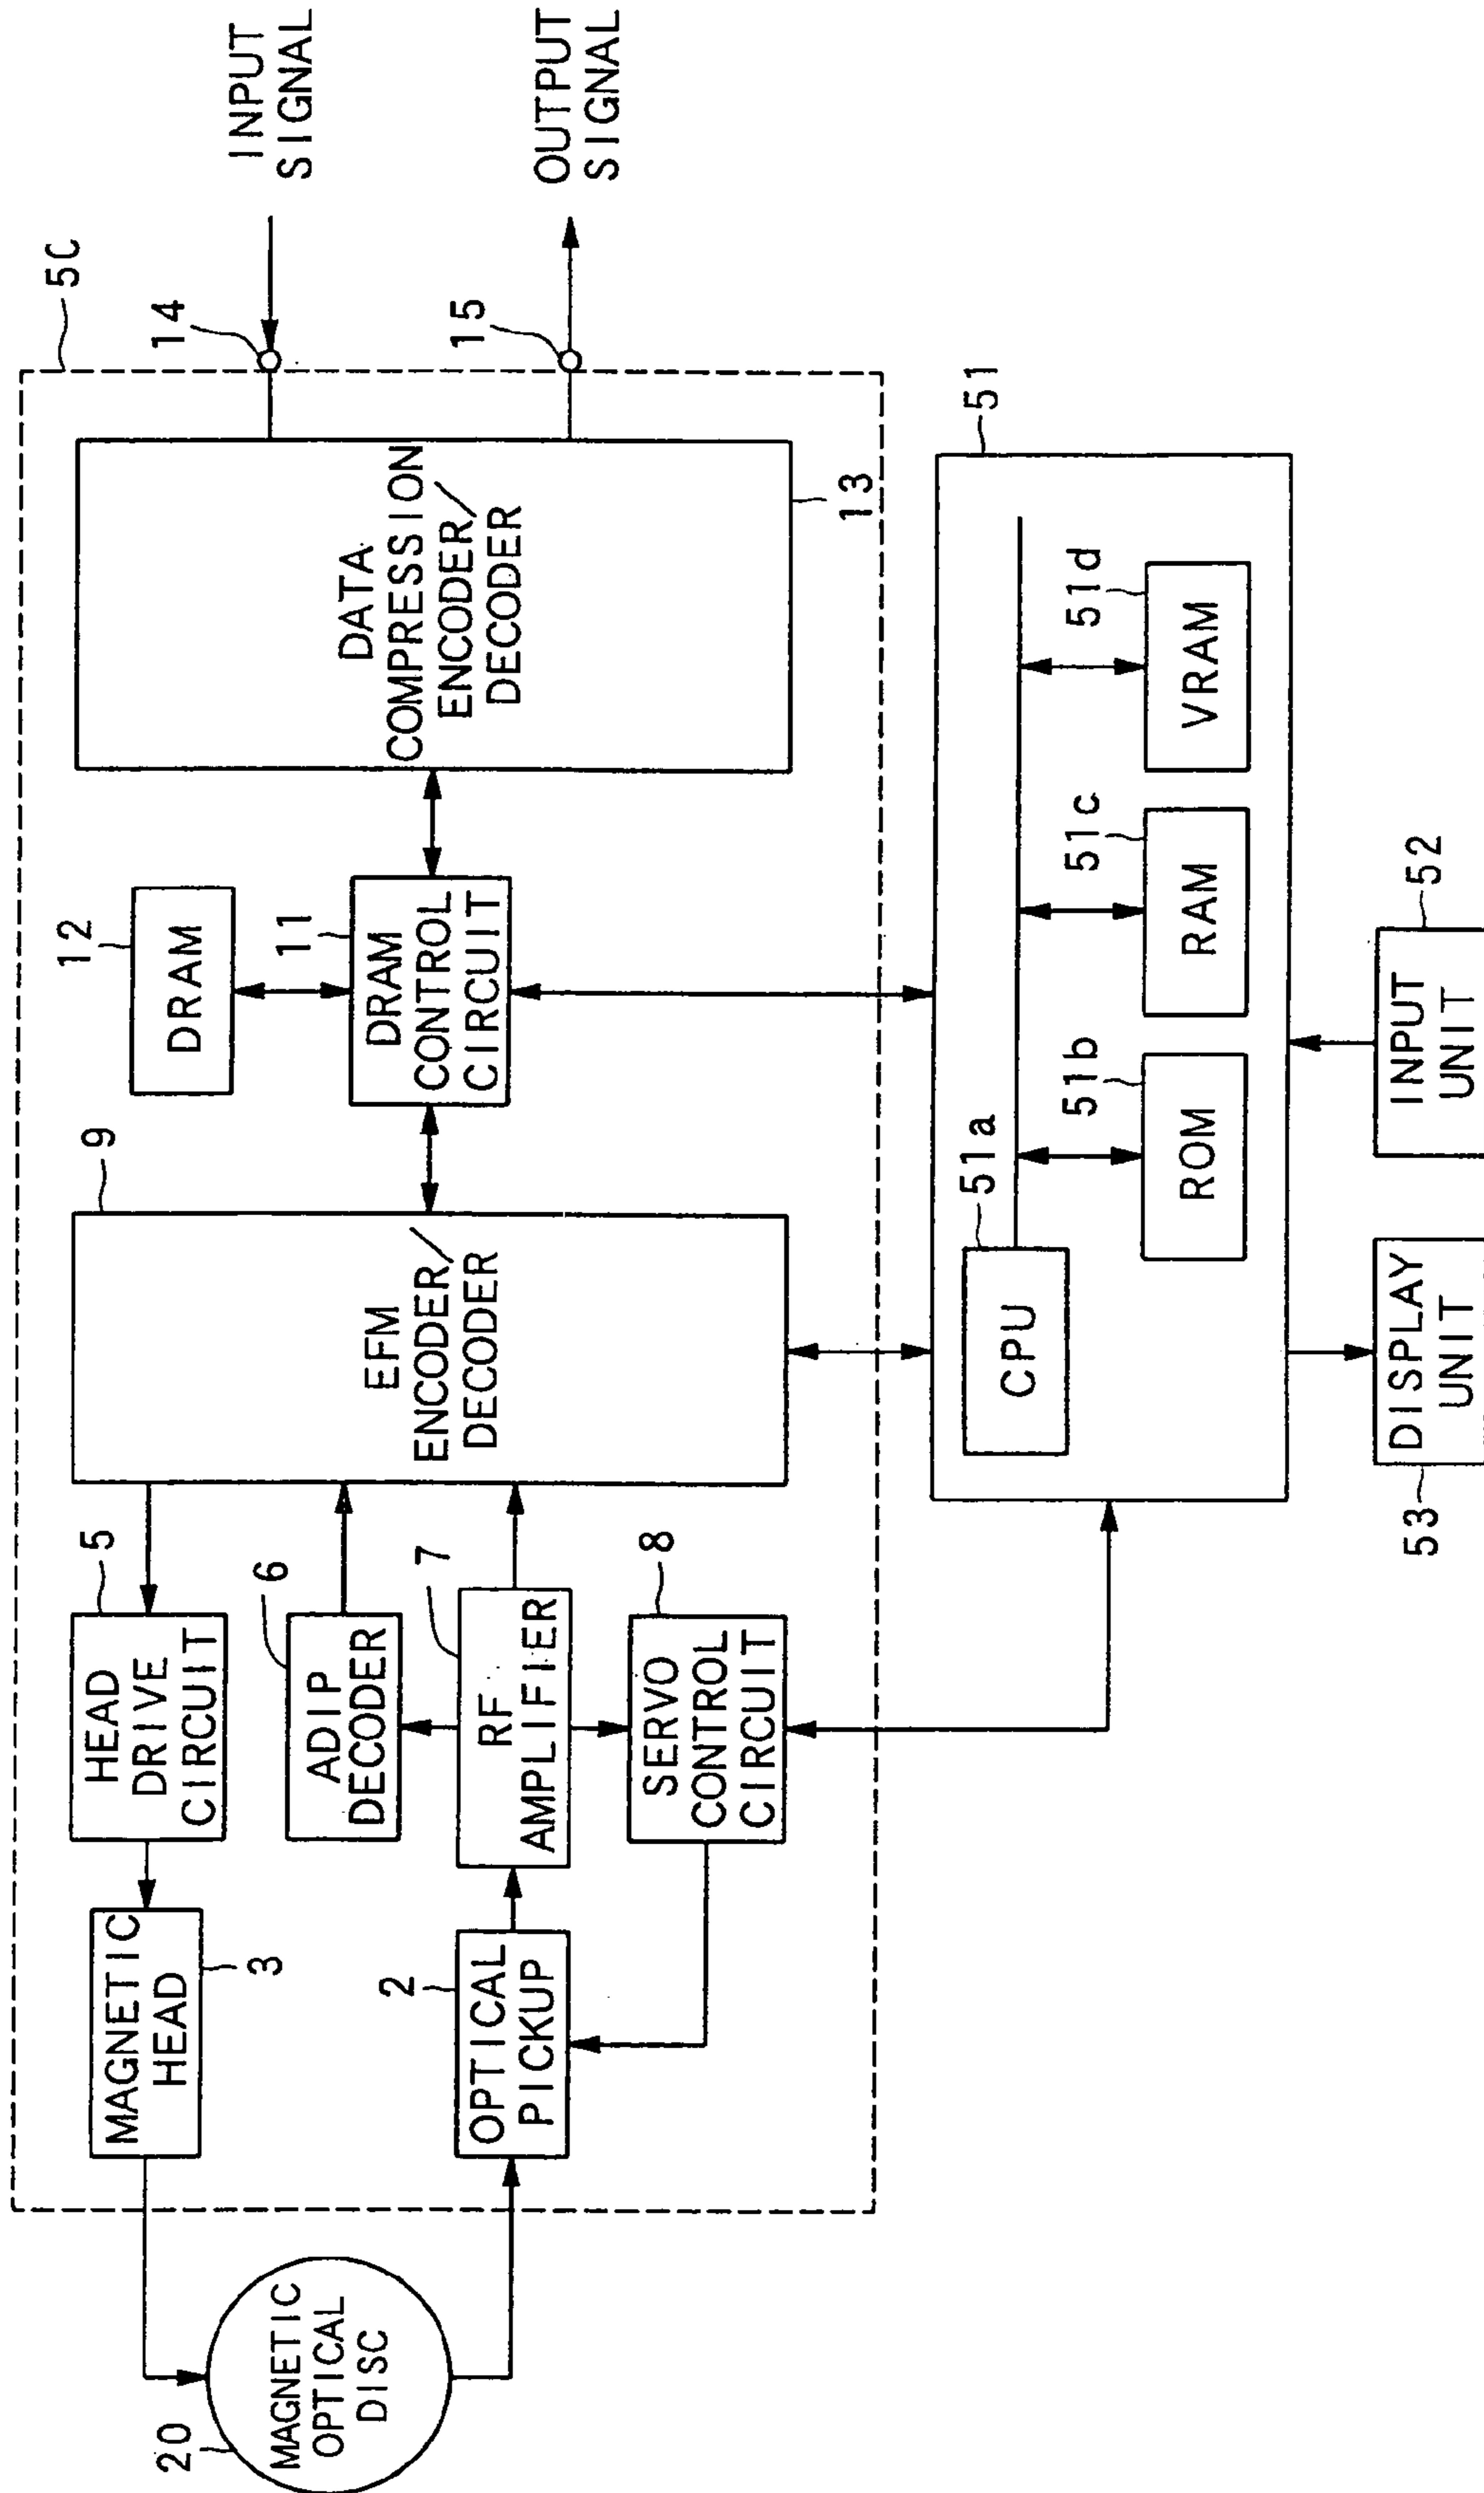 50
14
INPUT
SIGNAL
15
OUTPUT
SIGNAL
12
DRAM
11
DRAM
CONTROL
CIRCUIT
DATA
COMPRESSION
ENCODER/
DECODER
13
9
EFM
ENCODER/
DECODER
5
HEAD
DRIVE
CIRCUIT
6
ADIP
DECODER
7
RF
AMPLIFIER
8
SERVO
CONTROL
CIRCUIT
MAGNETIC
HEAD
3
2
OPTICAL
PICKUP
20
MAGNETIC
OPTICAL
DISC
51
51a
CPU
51b
ROM
51c
RAM
51d
VRAM
53
DISPLAY
UNIT
52
INPUT
UNIT